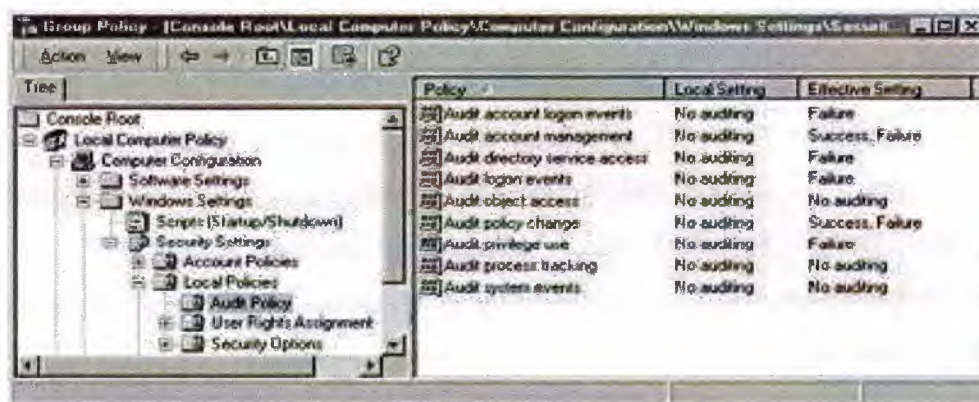 Group Policy - [Console Root\Local Computer Policy\Computer Configuration\Windows Settings\
Action View
Tree
Console Root
Local Computer Policy
Computer Configuration
Software Settings
Windows Settings
Scripts (Startup/Shutdown)
Security Settings
Account Policies
Local Policies
Audit Policy
User Rights Assignment
Security Options
Policy Local Setting Effective Setting
Audit account logon events No auditing Failure
Audit account management No auditing Success, Failure
Audit directory service access No auditing Failure
Audit logon events No auditing Failure
Audit object access No auditing No auditing
Audit policy change No auditing Success, Failure
Audit privilege use No auditing Failure
Audit process tracking No auditing No auditing
Audit system events No auditing No auditing